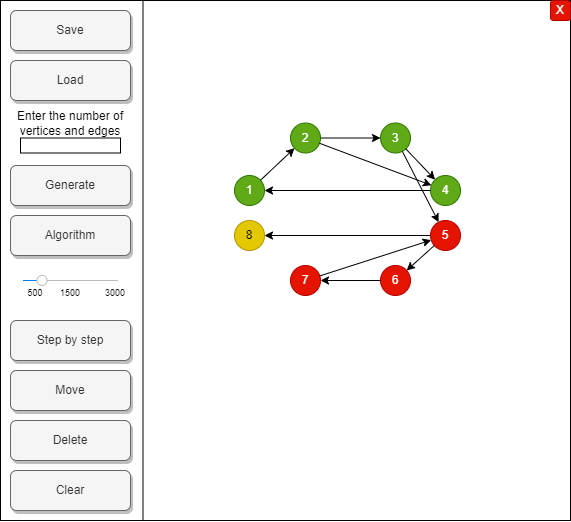 X
Save
Load
Enter the number of
vertices and edges
Generate
Algorithm
500 1500 3000
Step by step
Move
Delete
Clear
2 3
1 4
8 5
7 6